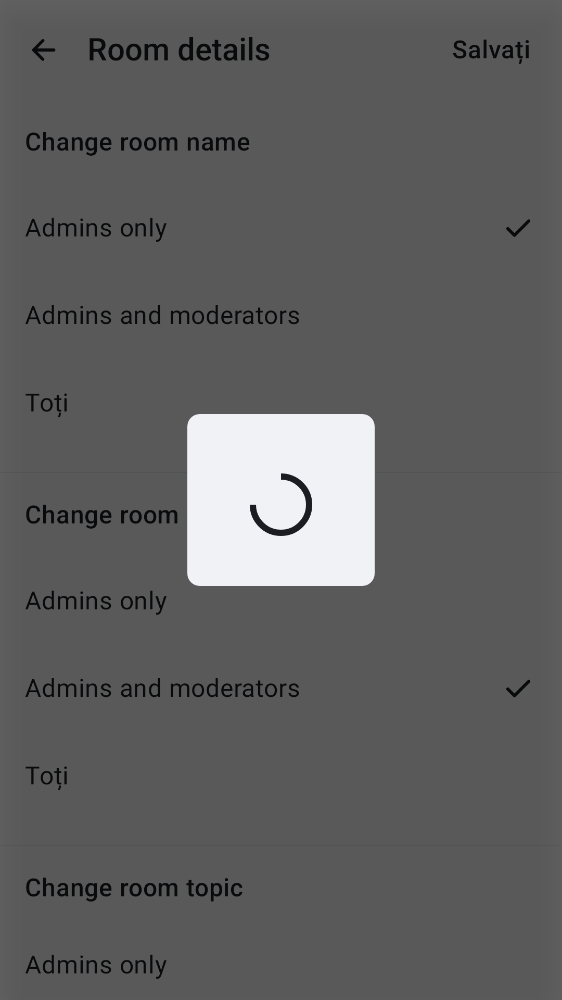 Room details
Salvați
Change room name
Admins only
Admins and moderators
Toți
Change room
Admins only
Admins and moderators
Toți
Change room topic
Admins only